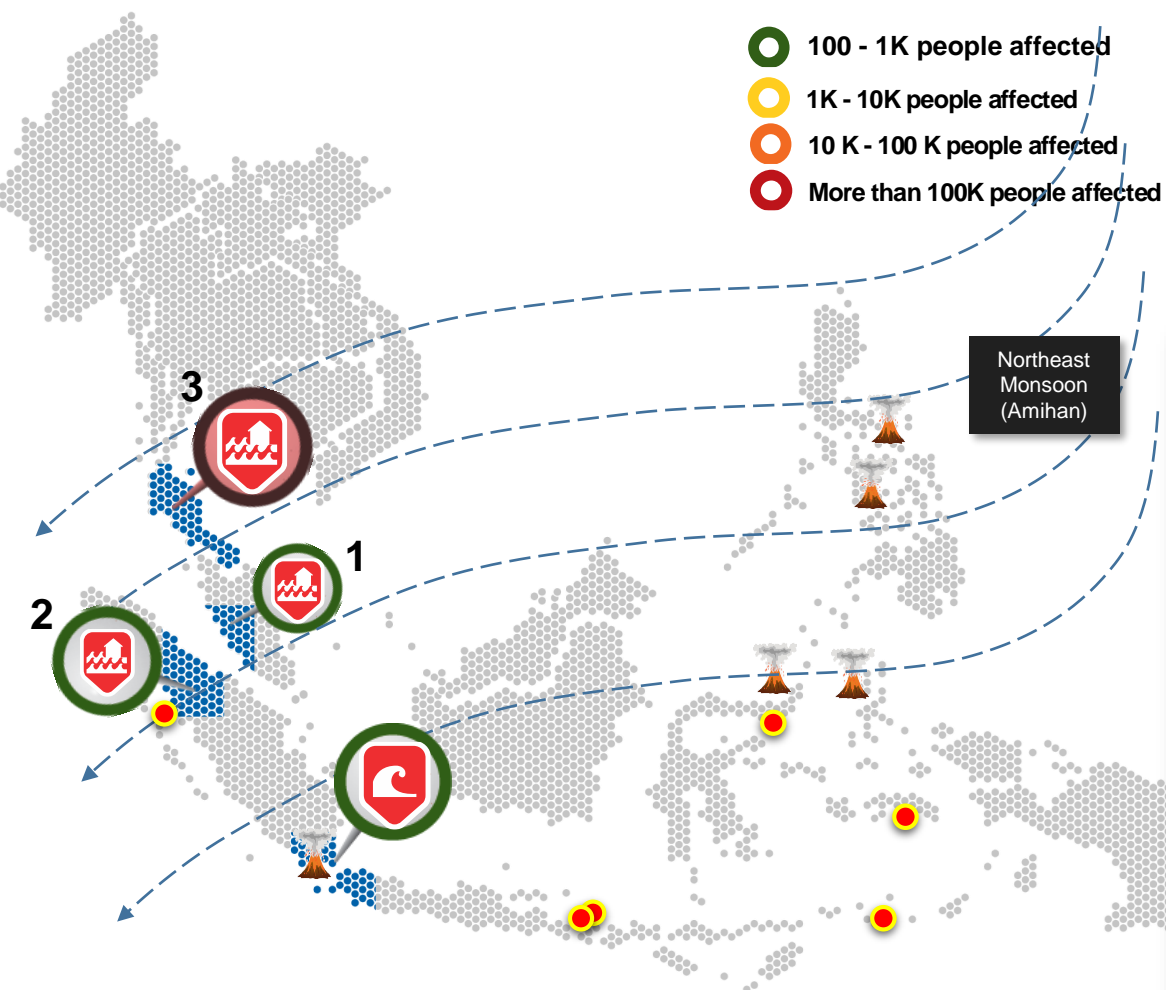 100 - 1K people affected
1K - 10K people affected
10 K - 100 K people affected
More than 100K people affected
Northeast
Monsoon
(Amihan)
3
1
2